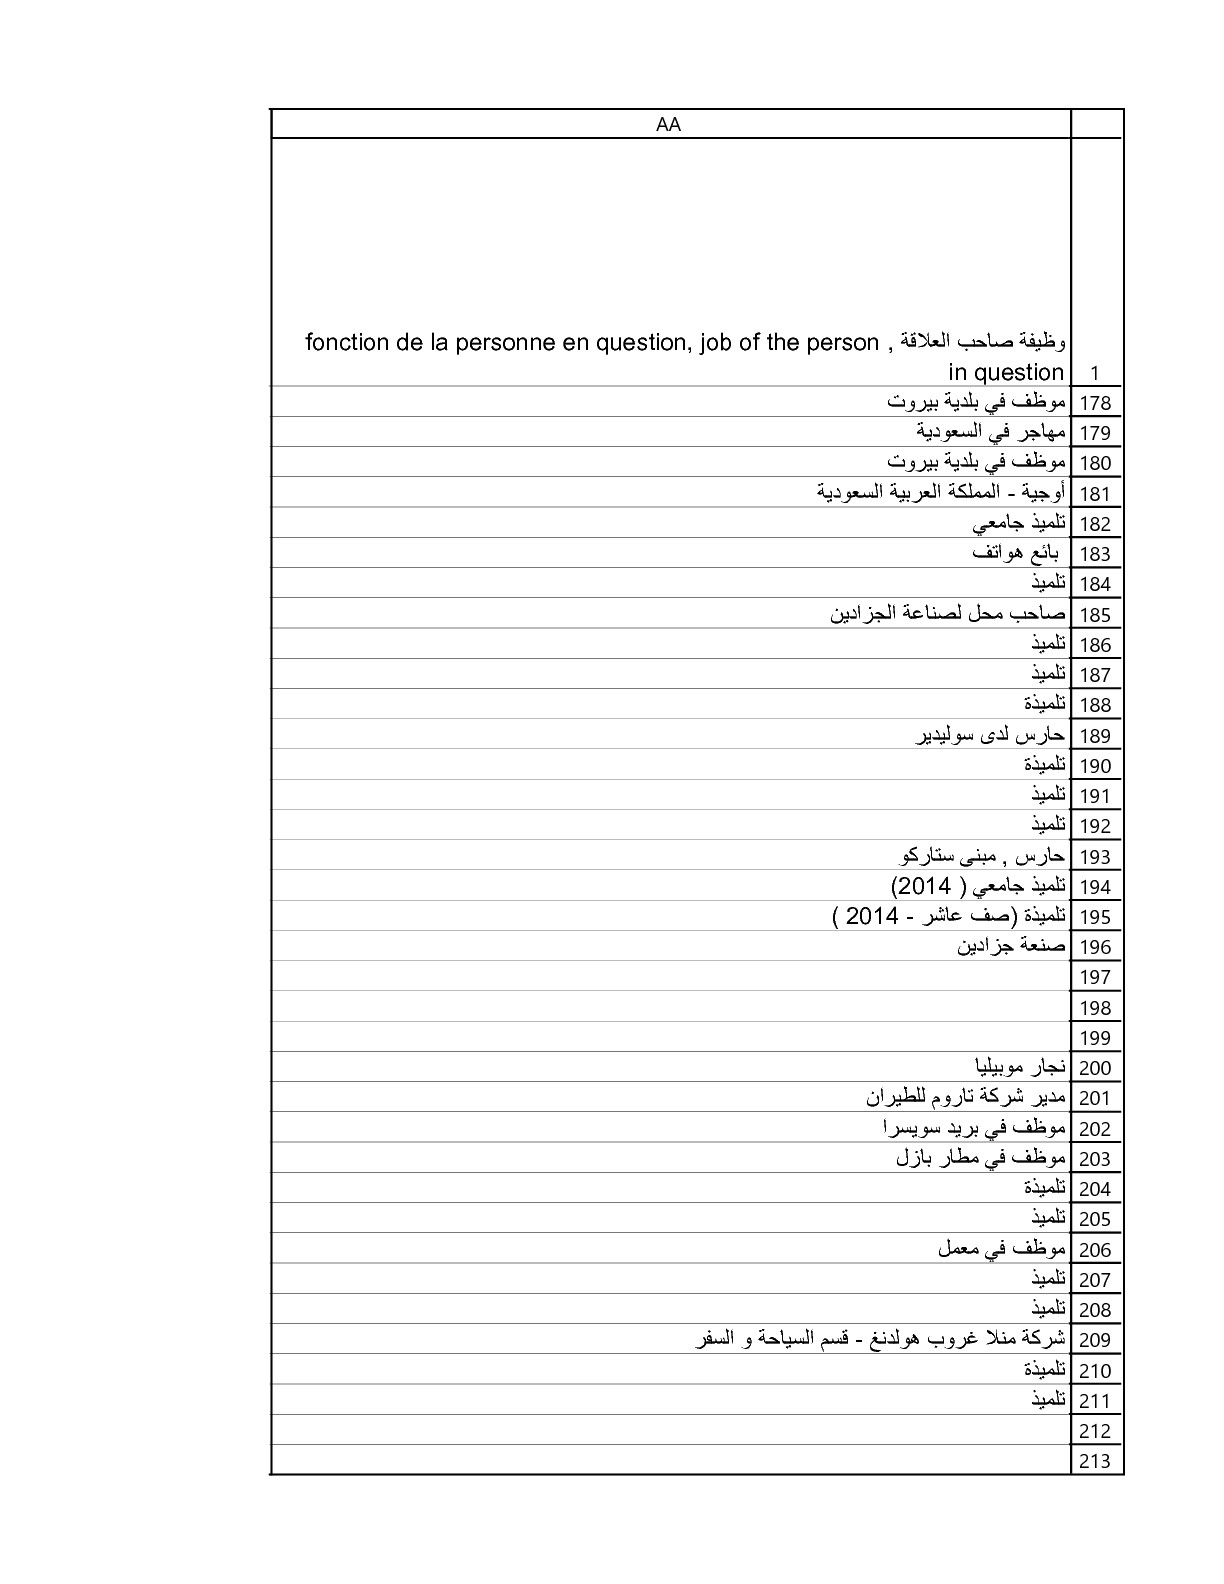 AA
وظيفة صاحب العلاقة , fonction de la personne en question, job of the person
in question 1
موظف في بلدية بيروت 178
مهاجر في السعودية 179
موظف في بلدية بيروت 180
أوجية - المملكة العربية السعودية 181
تلميذ جامعي 182
بائع هواتف 183
تلميذ 184
صاحب محل لصناعة الجزادين 185
تلميذ 186
تلميذ 187
تلميذة 188
حارس لدى سوليدير 189
تلميذة 190
تلميذ 191
تلميذ 192
حارس , مبنى ستاركو 193
تلميذ جامعي ( 2014) 194
تلميذة (صف عاشر - 2014 ) 195
صنعة جزادين 196
197
198
199
نجار موبيليا 200
مدير شركة تاروم للطيران 201
موظف في بريد سويسرا 202
موظف في مطار بازل 203
تلميذة 204
تلميذ 205
موظف في معمل 206
تلميذ 207
تلميذ 208
شركة منلا غروب هولدنغ - قسم السياحة و السفر 209
تلميذة 210
تلميذ 211
212
213